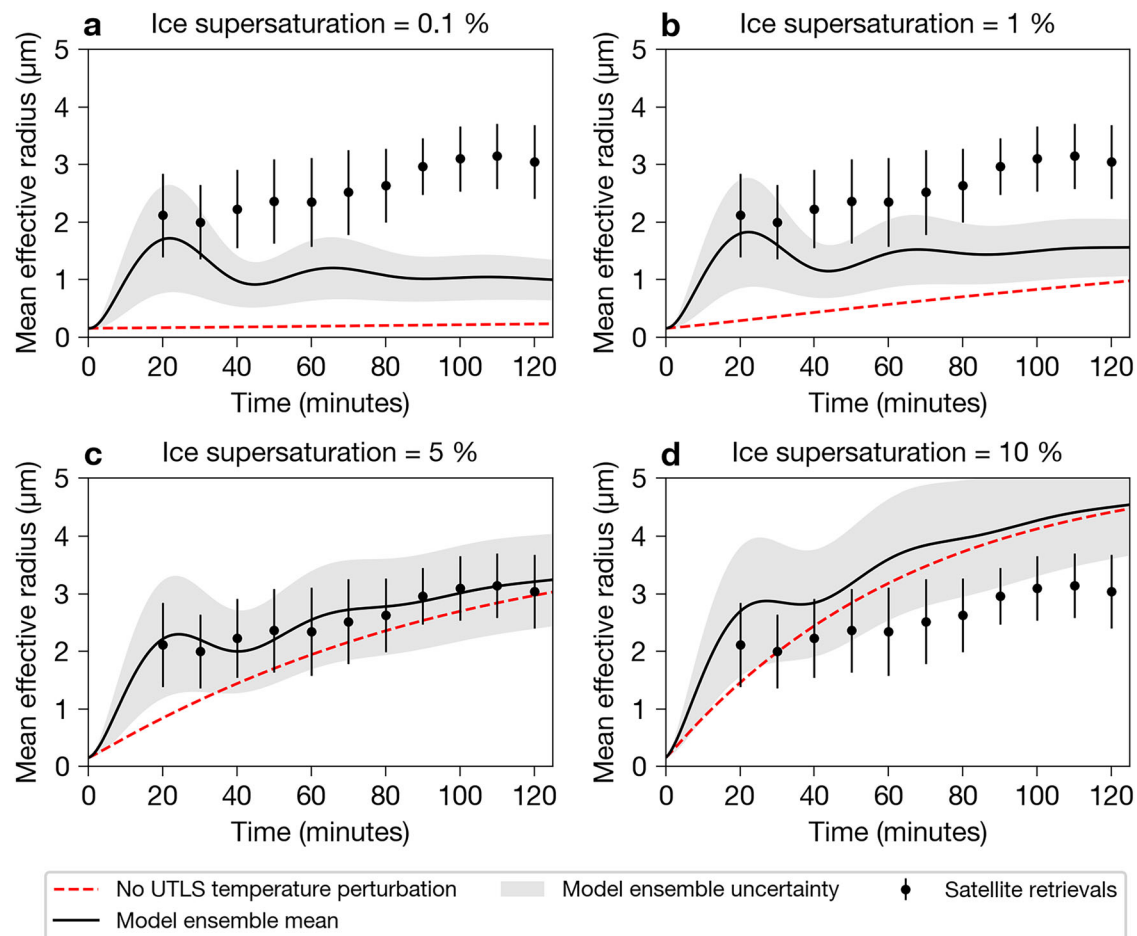 a Ice supersaturation = 0.1 %
Mean effective radius (μm)
5
4
3
2
1
0
0 20 40 60 80 100 120
Time (minutes)
b Ice supersaturation = 1 %
Mean effective radius (μm)
5
4
3
2
1
0
0 20 40 60 80 100 120
Time (minutes)
c Ice supersaturation = 5 %
Mean effective radius (μm)
5
4
3
2
1
0
0 20 40 60 80 100 120
Time (minutes)
d Ice supersaturation = 10 %
Mean effective radius (μm)
5
4
3
2
1
0
0 20 40 60 80 100 120
Time (minutes)
No UTLS temperature perturbation
Model ensemble mean
Model ensemble uncertainty
Satellite retrievals